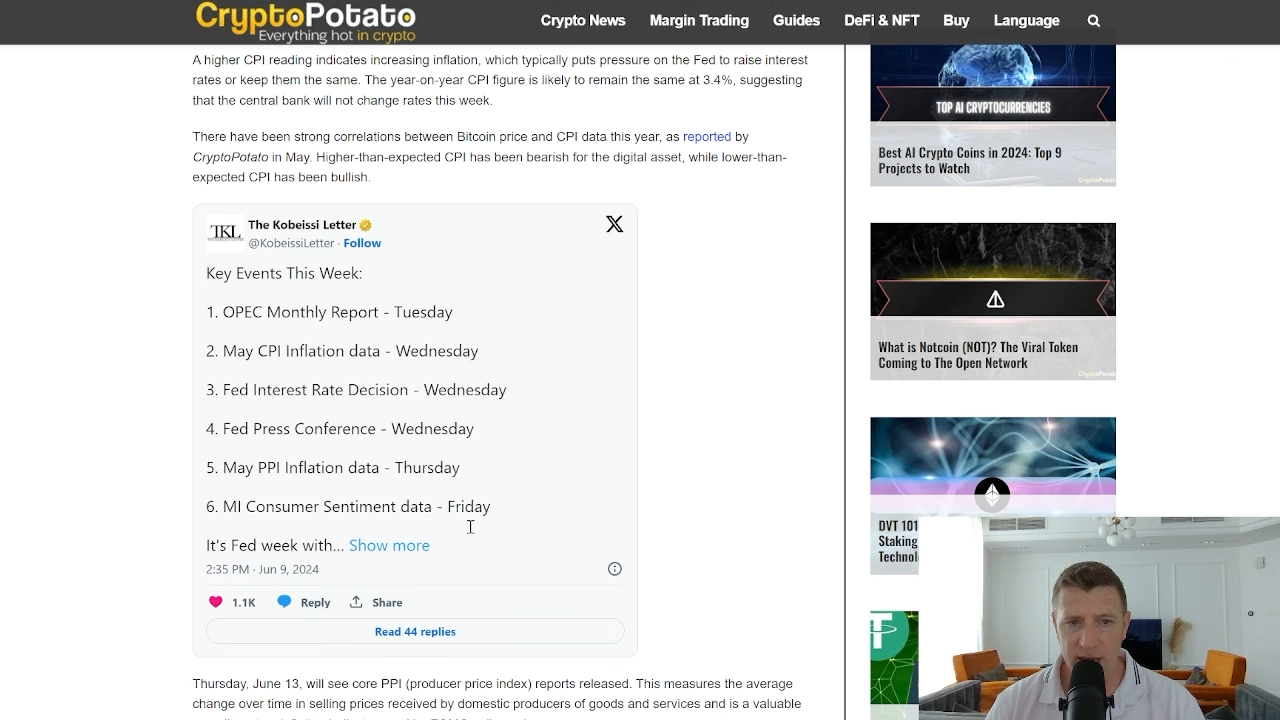 CryptoPotato
Everything hot in crypto
Crypto News
Margin Trading
Guides
DeFi & NFT
Buy
Language
A higher CPI reading indicates increasing inflation, which typically puts pressure on the Fed to raise interest
rates or keep them the same. The year-on-year CPI figure is likely to remain the same at 3.4%, suggesting
that the central bank will not change rates this week.
There have been strong correlations between Bitcoin price and CPI data this year, as reported by
CryptoPotato in May. Higher-than-expected CPI has been bearish for the digital asset, while lower-than-
expected CPI has been bullish.
TKL
The Kobeissi Letter
@KobeissiLetter · Follow
Key Events This Week:
1. OPEC Monthly Report - Tuesday
2. May CPI Inflation data - Wednesday
3. Fed Interest Rate Decision - Wednesday
4. Fed Press Conference - Wednesday
5. May PPI Inflation data - Thursday
6. MI Consumer Sentiment data - Friday
It's Fed week with... Show more
2:35 PM · Jun 9, 2024
1.1K
Reply
Share
Read 44 replies
Thursday, June 13, will see core PPI (producer price index) reports released. This measures the average
change over time in selling prices received by domestic producers of goods and services and is a valuable
TOP AI CRYPTOCURRENCIES
Best AI Crypto Coins in 2024: Top 9
Projects to Watch
What is Notcoin (NOT)? The Viral Token
Coming to The Open Network
DVT 101
Staking